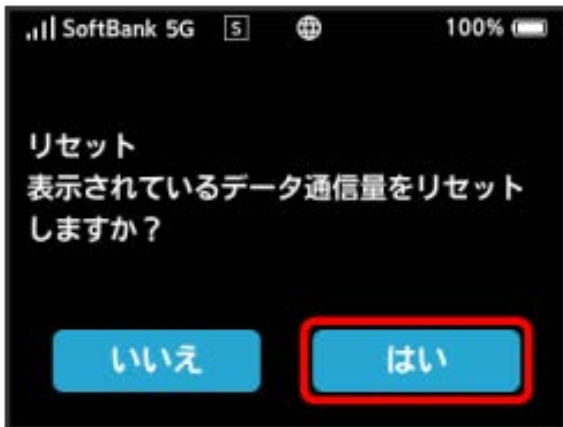 SoftBank 5G S 100%
リセット
表示されているデータ通信量をリセット
しますか？
いいえ はい